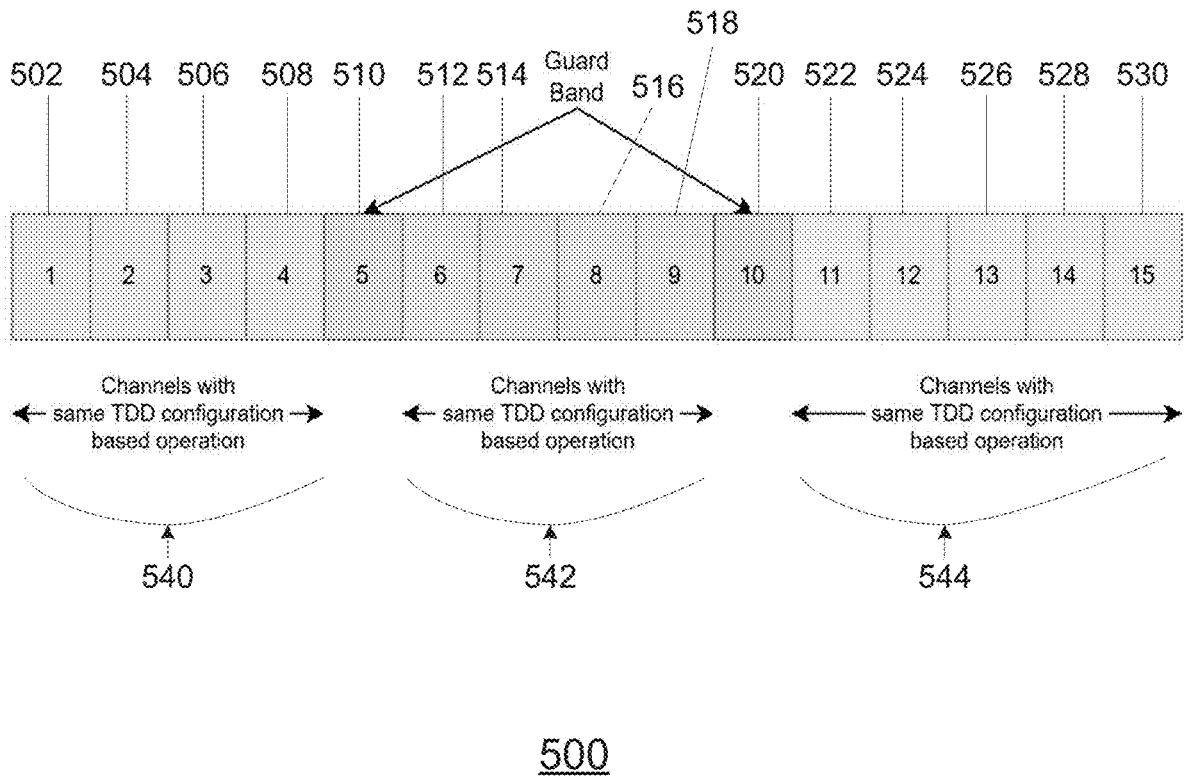 518
502 504 506 508 510 512 514 Guard Band 516 520 522 524 526 528 530
1 2 3 4 5 6 7 8 9 10 11 12 13 14 15
Channels with
same TDD configuration
based operation
Channels with
same TDD configuration
based operation
Channels with
same TDD configuration
based operation
540 542 544
500